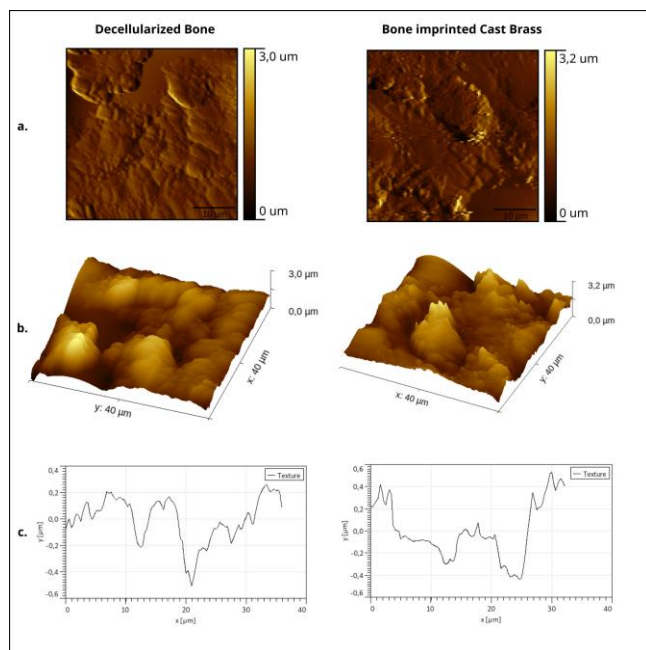 Decellularized Bone
Bone imprinted Cast Brass
a.
3,0 um
0 um
10 µm
3,2 um
0 um
10 µm
b.
3,0 µm
0,0 µm
x: 40 µm
y: 40 µm
3,2 µm
0,0 µm
y: 40 µm
x: 40 µm
c.
Texture
0,4
0,2
0,0
-0,2
-0,4
-0,6
y [µm]
0 10 20 30 40
x [µm]
Texture
0,6
0,4
0,2
0,0
-0,2
-0,4
-0,6
y [µm]
0 10 20 30 40
x [µm]